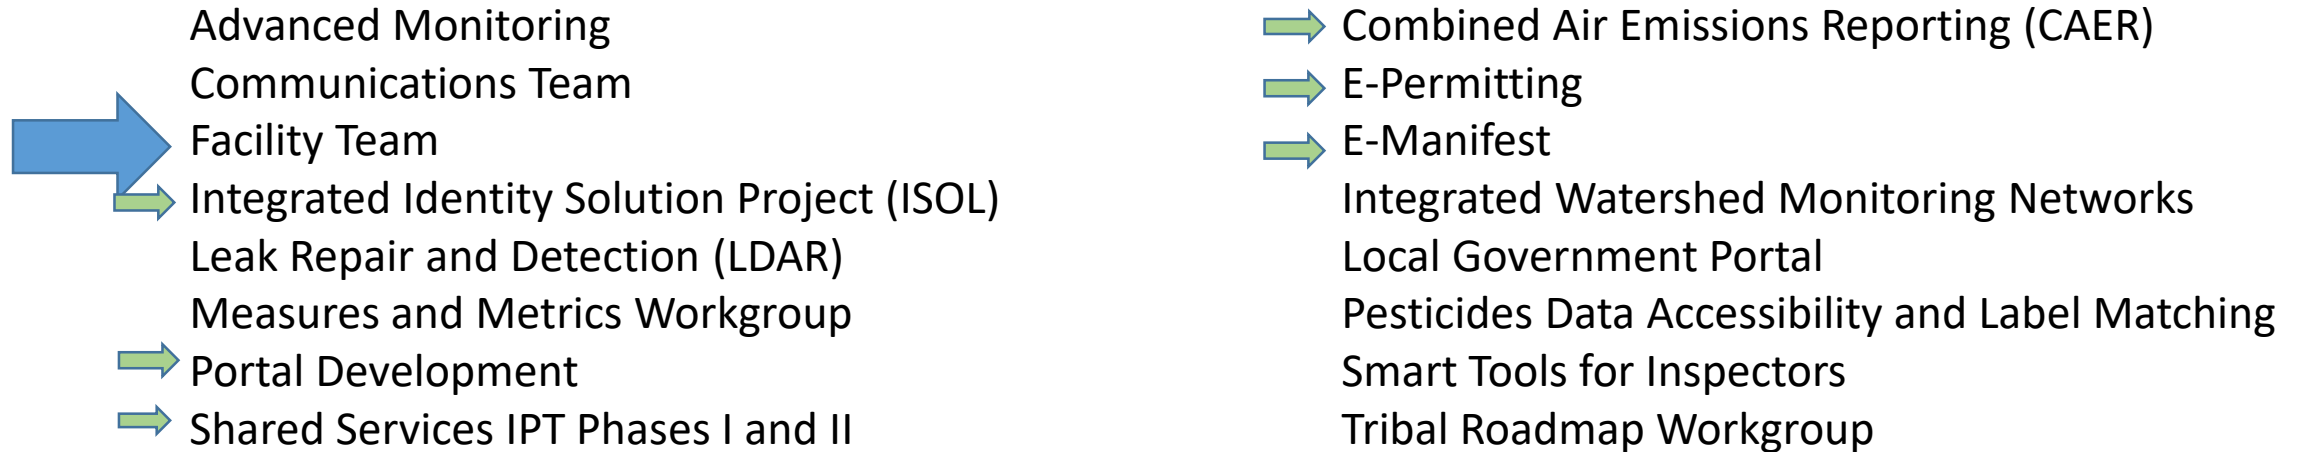 Advanced Monitoring
Communications Team
Facility Team
Integrated Identity Solution Project (ISOL)
Leak Repair and Detection (LDAR)
Measures and Metrics Workgroup
Portal Development
Shared Services IPT Phases I and II
Combined Air Emissions Reporting (CAER)
E-Permitting
E-Manifest
Integrated Watershed Monitoring Networks
Local Government Portal
Pesticides Data Accessibility and Label Matching
Smart Tools for Inspectors
Tribal Roadmap Workgroup